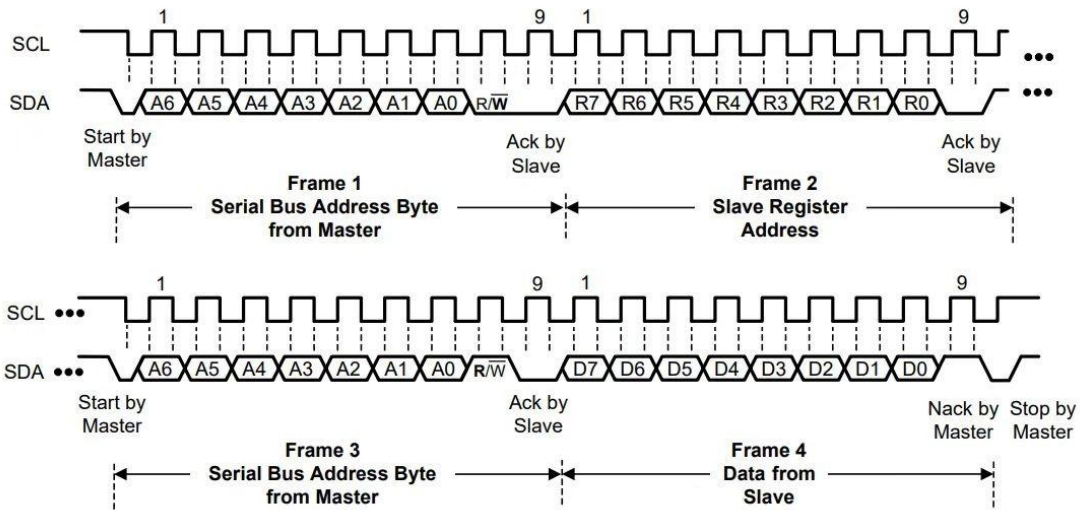 1 9 1 9
SCL •••
SDA A6 A5 A4 A3 A2 A1 A0 R/W̅ R7 R6 R5 R4 R3 R2 R1 R0 •••
Start by Master
Ack by Slave
Ack by Slave
Frame 1
Serial Bus Address Byte
from Master
Frame 2
Slave Register
Address
1 9 1 9
SCL •••
SDA ••• A6 A5 A4 A3 A2 A1 A0 R/W̅ D7 D6 D5 D4 D3 D2 D1 D0
Start by Master
Ack by Slave
Nack by Master
Stop by Master
Frame 3
Serial Bus Address Byte
from Master
Frame 4
Data from
Slave